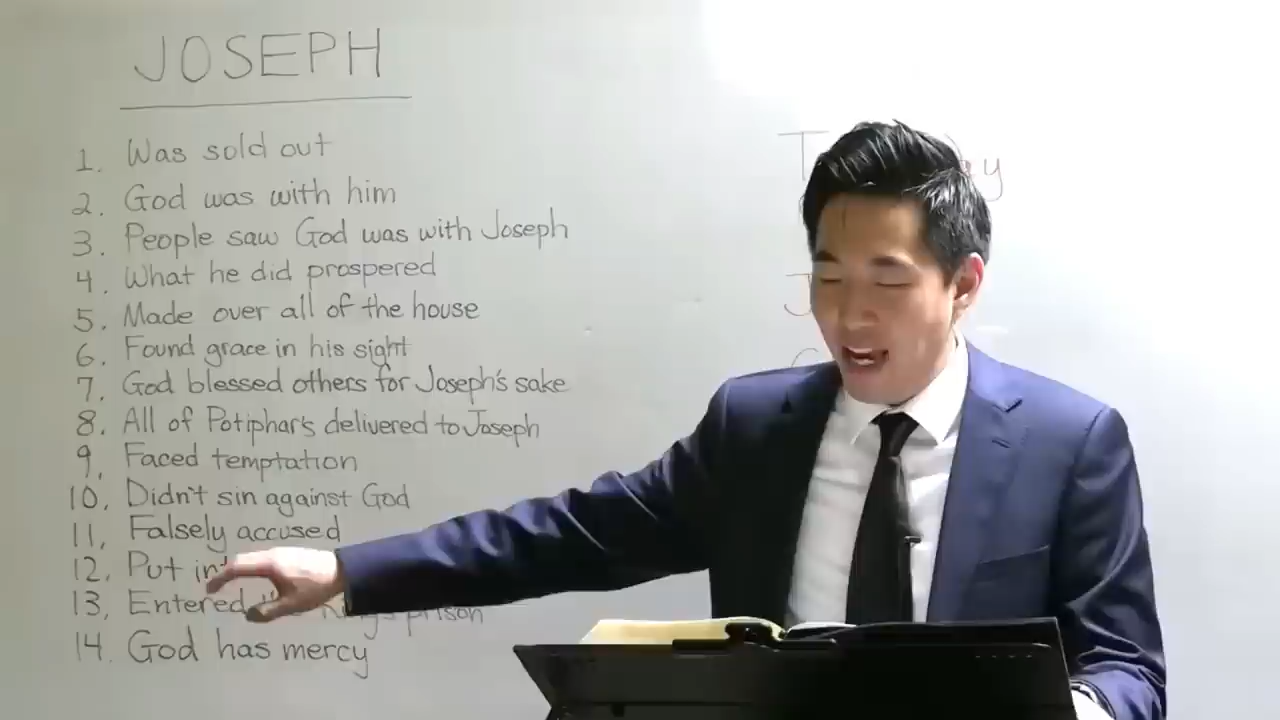 JOSEPH
1. Was sold out
2. God was with him
3. People saw God was with Joseph
4. What he did prospered
5. Made over all of the house
6. Found grace in his sight
7. God blessed others for Joseph's sake
8. All of Potiphar's delivered to Joseph
9. Faced temptation
10. Didn't sin against God
11. Falsely accused
12. Put
13. Entered the King's prison
14. God has mercy